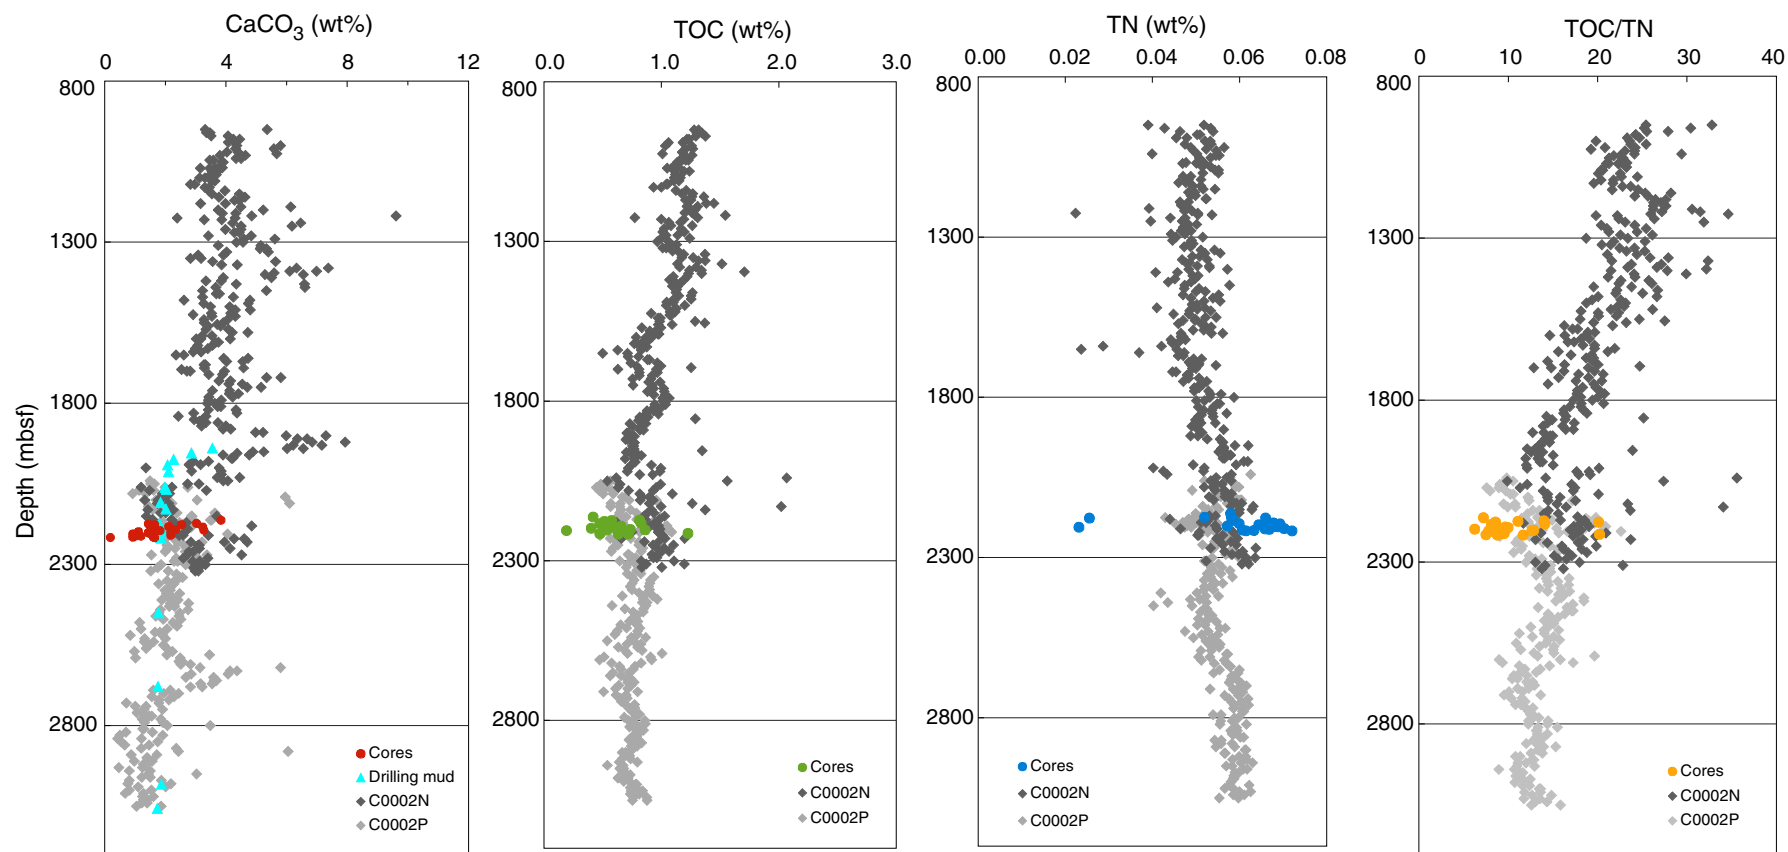 CaCO3 (wt%)
0 4 8 12
800
1300
1800
2300
2800
Depth (mbsf)
Cores
Drilling mud
C0002N
C0002P
TOC (wt%)
0.0 1.0 2.0 3.0
800
1300
1800
2300
2800
Cores
C0002N
C0002P
TN (wt%)
0.00 0.02 0.04 0.06 0.08
800
1300
1800
2300
2800
Cores
C0002N
C0002P
TOC/TN
0 10 20 30 40
800
1300
1800
2300
2800
Cores
C0002N
C0002P